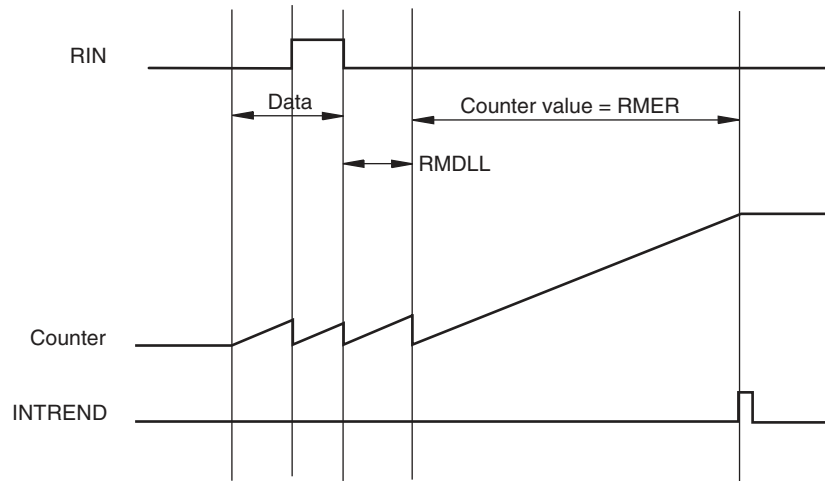 RIN
Data
Counter value = RMER
RMDLL
Counter
INTREND